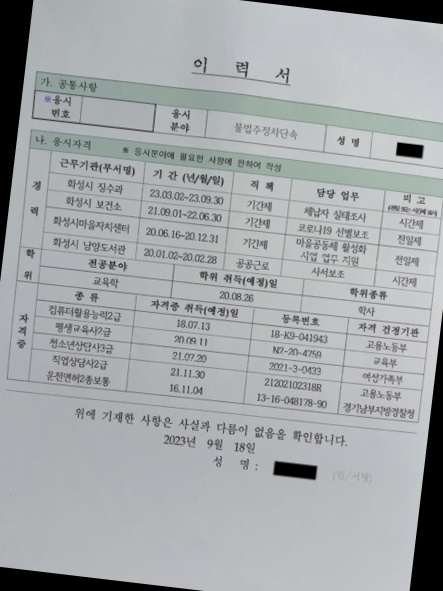 이 력 서
가. 공통사항
※응시 번호 응시 분야 불법주정차단속 성 명
나. 응시자격 ※ 응시분야에 필요한 사항에 한하여 작성
경력 근무기관(부서명) 기 간 (년/월/일) 직 책 담당 업무 비 고
화성시 징수과 23.03.02~23.09.30 기간제 체납자 실태조사 시간제
화성시 보건소 21.09.01~22.06.30 기간제 코로나19 선별보조 전일제
화성시마을자치센터 20.06.16~20.12.31 기간제 마을공동체 활성화 사업 업무 지원 전일제
화성시 남양도서관 20.01.02~20.02.28 공공근로 사서보조 시간제
학위 전공분야 학위 취득(예정)일 학위종류
교육학 20.08.26 학사
자격증 종 류 자격증 취득(예정)일 등록번호 자격 검정기관
컴퓨터활용능력2급 18.07.13 18-K9-041943 고용노동부
평생교육사2급 20.09.11 N2-20-4759 교육부
청소년상담사3급 21.07.20 2021-3-0433 여성가족부
직업상담사2급 21.11.30 21202102318R 고용노동부
운전면허2종보통 16.11.04 13-16-048178-90 경기남부지방경찰청
위에 기재한 사항은 사실과 다름이 없음을 확인합니다.
2023년 9월 18일
성 명 : (인/서명)